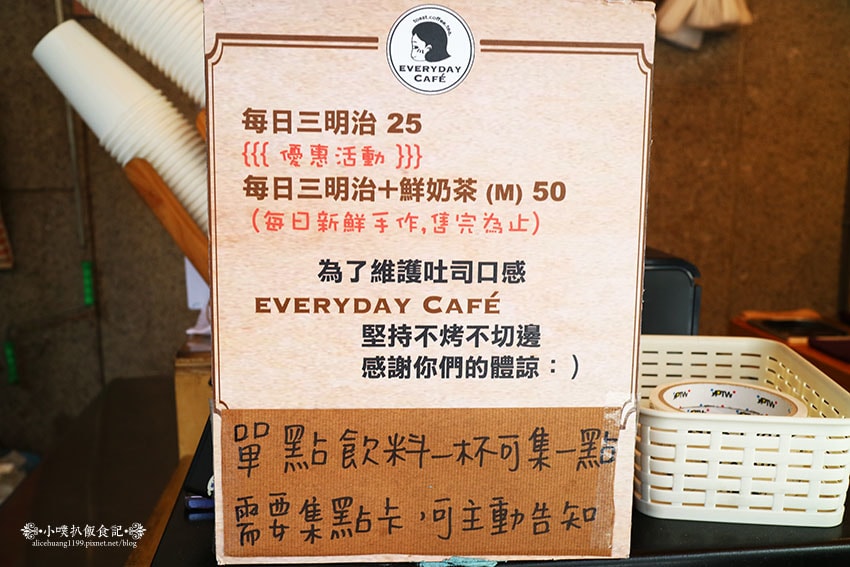 toast.coffee.tea.
EVERYDAY
CAFÉ
每日三明治 25
{{{ 優惠活動 }}}
每日三明治+鮮奶茶 (M) 50
(每日新鮮手作,售完為止)
為了維護吐司口感
EVERYDAY CAFÉ
堅持不烤不切邊
感謝你們的體諒：)
單點飲料一杯可集一點
需要集點卡，可主動告知
APTW
APTW
小噗扒飯食記
alicehuang1199.pixnet.net/blog